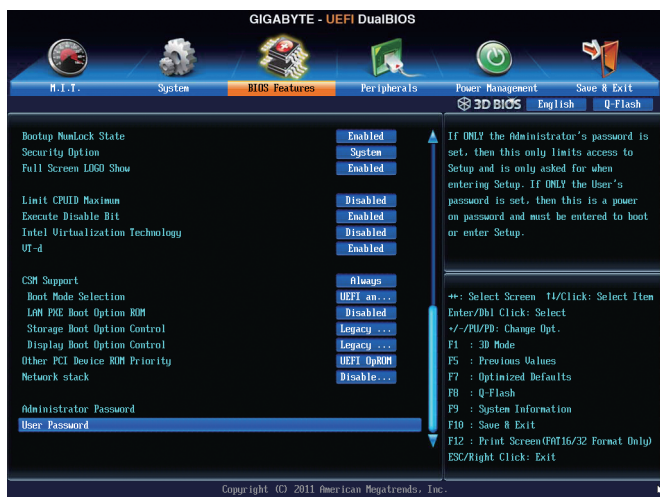 GIGABYTE - UEFI DualBIOS
M.I.T. System BIOS Features Peripherals Power Management Save & Exit
3D BIOS English Q-Flash
Bootup NumLock State Enabled
Security Option System
Full Screen LOGO Show Enabled
Limit CPUID Maximum Disabled
Execute Disable Bit Enabled
Intel Virtualization Technology Disabled
VT-d Enabled
CSM Support Always
Boot Mode Selection UEFI an...
LAN PXE Boot Option ROM Disabled
Storage Boot Option Control Legacy ...
Display Boot Option Control Legacy ...
Other PCI Device ROM Priority UEFI OpROM
Network stack Disable...
Administrator Password
User Password
If ONLY the Administrator's password is
set, then this only limits access to
Setup and is only asked for when
entering Setup. If ONLY the User's
password is set, then this is a power
on password and must be entered to boot
or enter Setup.
→←: Select Screen ↑↓/Click: Select Item
Enter/Dbl Click: Select
+/-/PU/PD: Change Opt.
F1 : 3D Mode
F5 : Previous Values
F7 : Optimized Defaults
F8 : Q-Flash
F9 : System Information
F10 : Save & Exit
F12 : Print Screen(FAT16/32 Format Only)
ESC/Right Click: Exit
Copyright (C) 2011 American Megatrends, Inc.